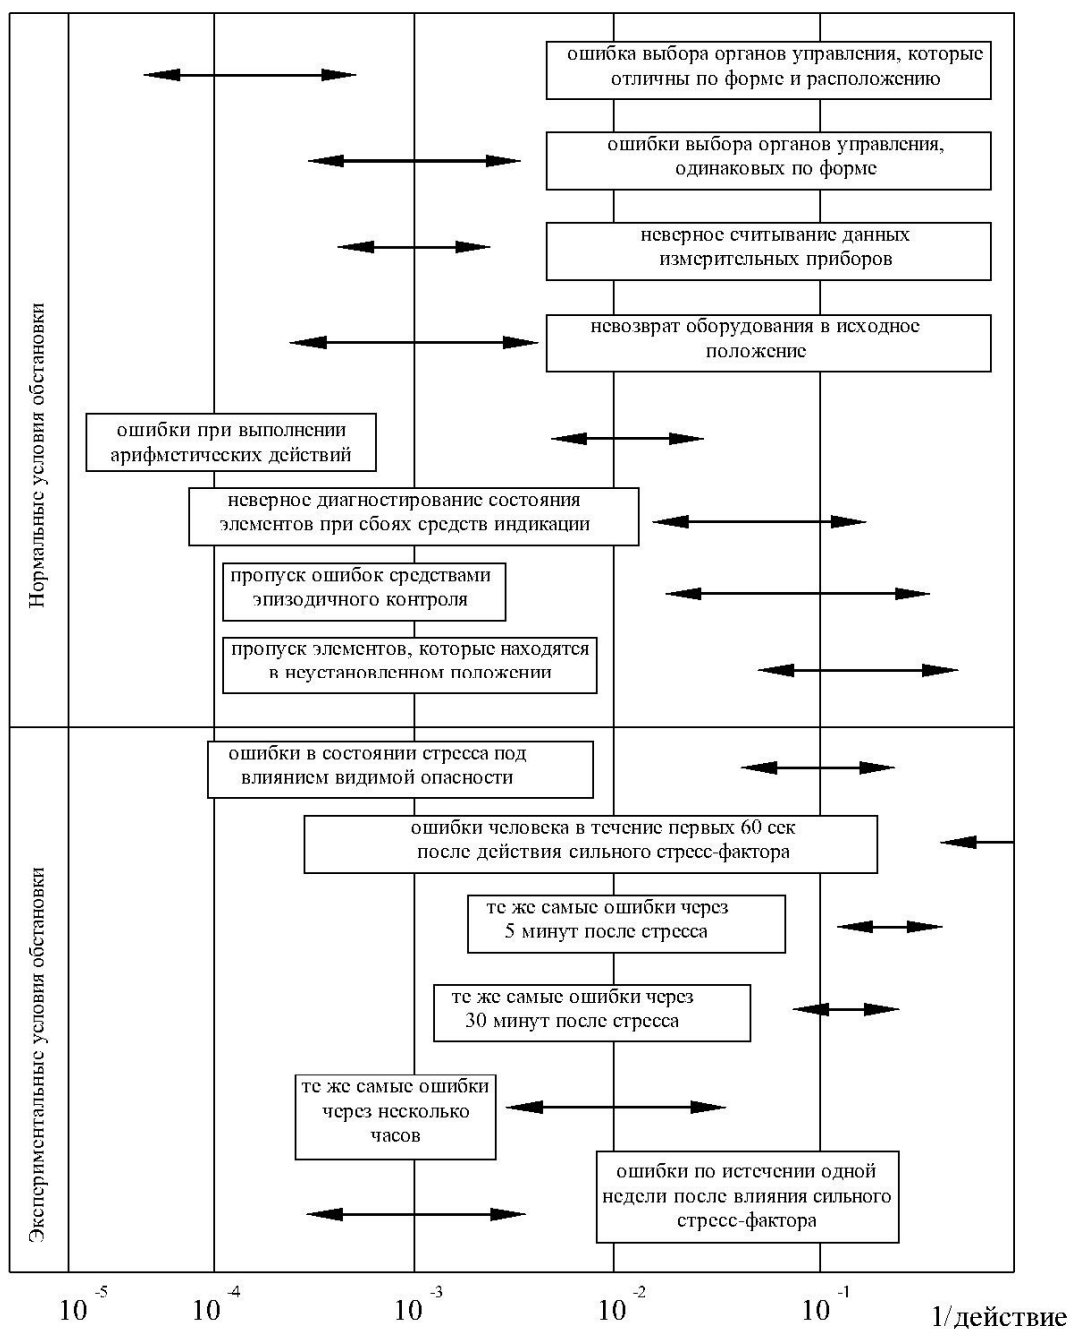 Нормальные условия обстановки
ошибка выбора органов управления, которые
отличны по форме и расположению
ошибки выбора органов управления,
одинаковых по форме
неверное считывание данных
измерительных приборов
невозврат оборудования в исходное
положение
ошибки при выполнении
арифметических действий
неверное диагностирование состояния
элементов при сбоях средств индикации
пропуск ошибок средствами
эпизодичного контроля
пропуск элементов, которые находятся
в неустановленном положении
Экспериментальные условия обстановки
ошибки в состоянии стресса под
влиянием видимой опасности
ошибки человека в течение первых 60 сек
после действия сильного стресс-фактора
те же самые ошибки через
5 минут после стресса
те же самые ошибки через
30 минут после стресса
те же самые ошибки
через несколько
часов
ошибки по истечении одной
недели после влияния сильного
стресс-фактора
10⁻⁵ 10⁻⁴ 10⁻³ 10⁻² 10⁻¹ 1/действие